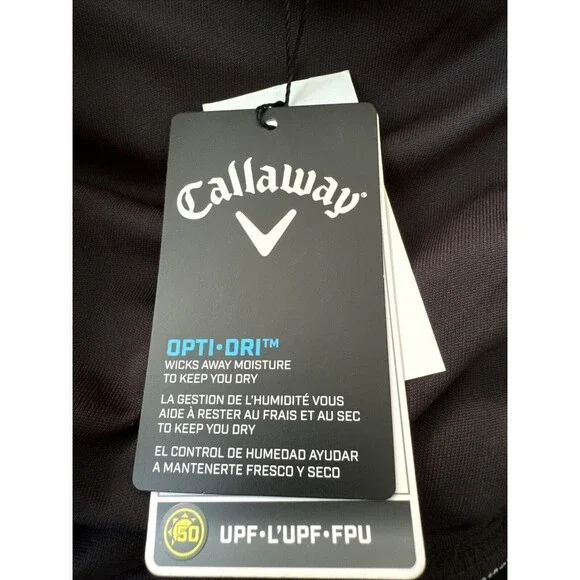 Callaway®
OPTI•DRI™
WICKS AWAY MOISTURE
TO KEEP YOU DRY
LA GESTION DE L'HUMIDITÉ VOUS
AIDE À RESTER AU FRAIS ET AU SEC
TO KEEP YOU DRY
EL CONTROL DE HUMEDAD AYUDAR
A MANTENERTE FRESCO Y SECO
50
UPF•L'UPF•FPU